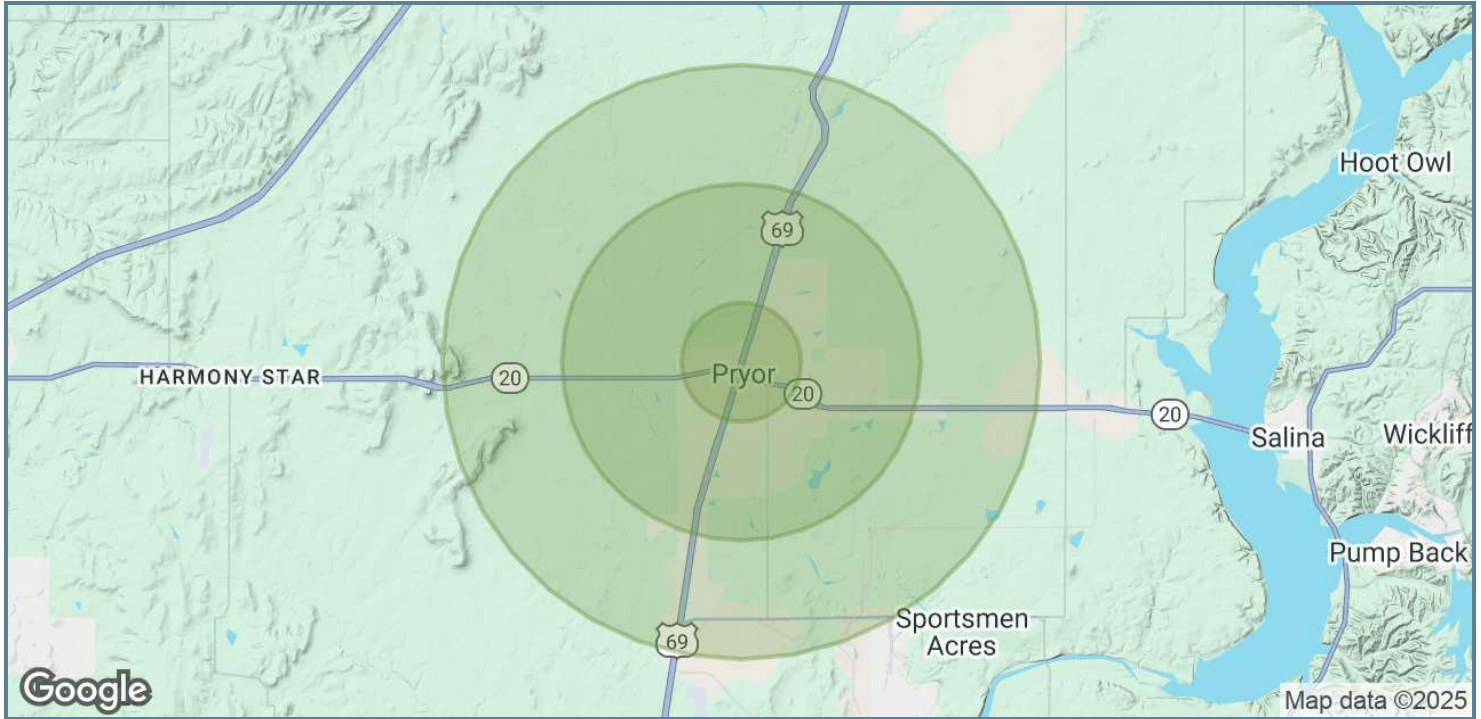 Hoot Owl
69
HARMONY STAR
20
Pryor
20
20
Salina
Wickliff
Pump Back
Sportsmen
Acres
69
Google
Map data ©2025